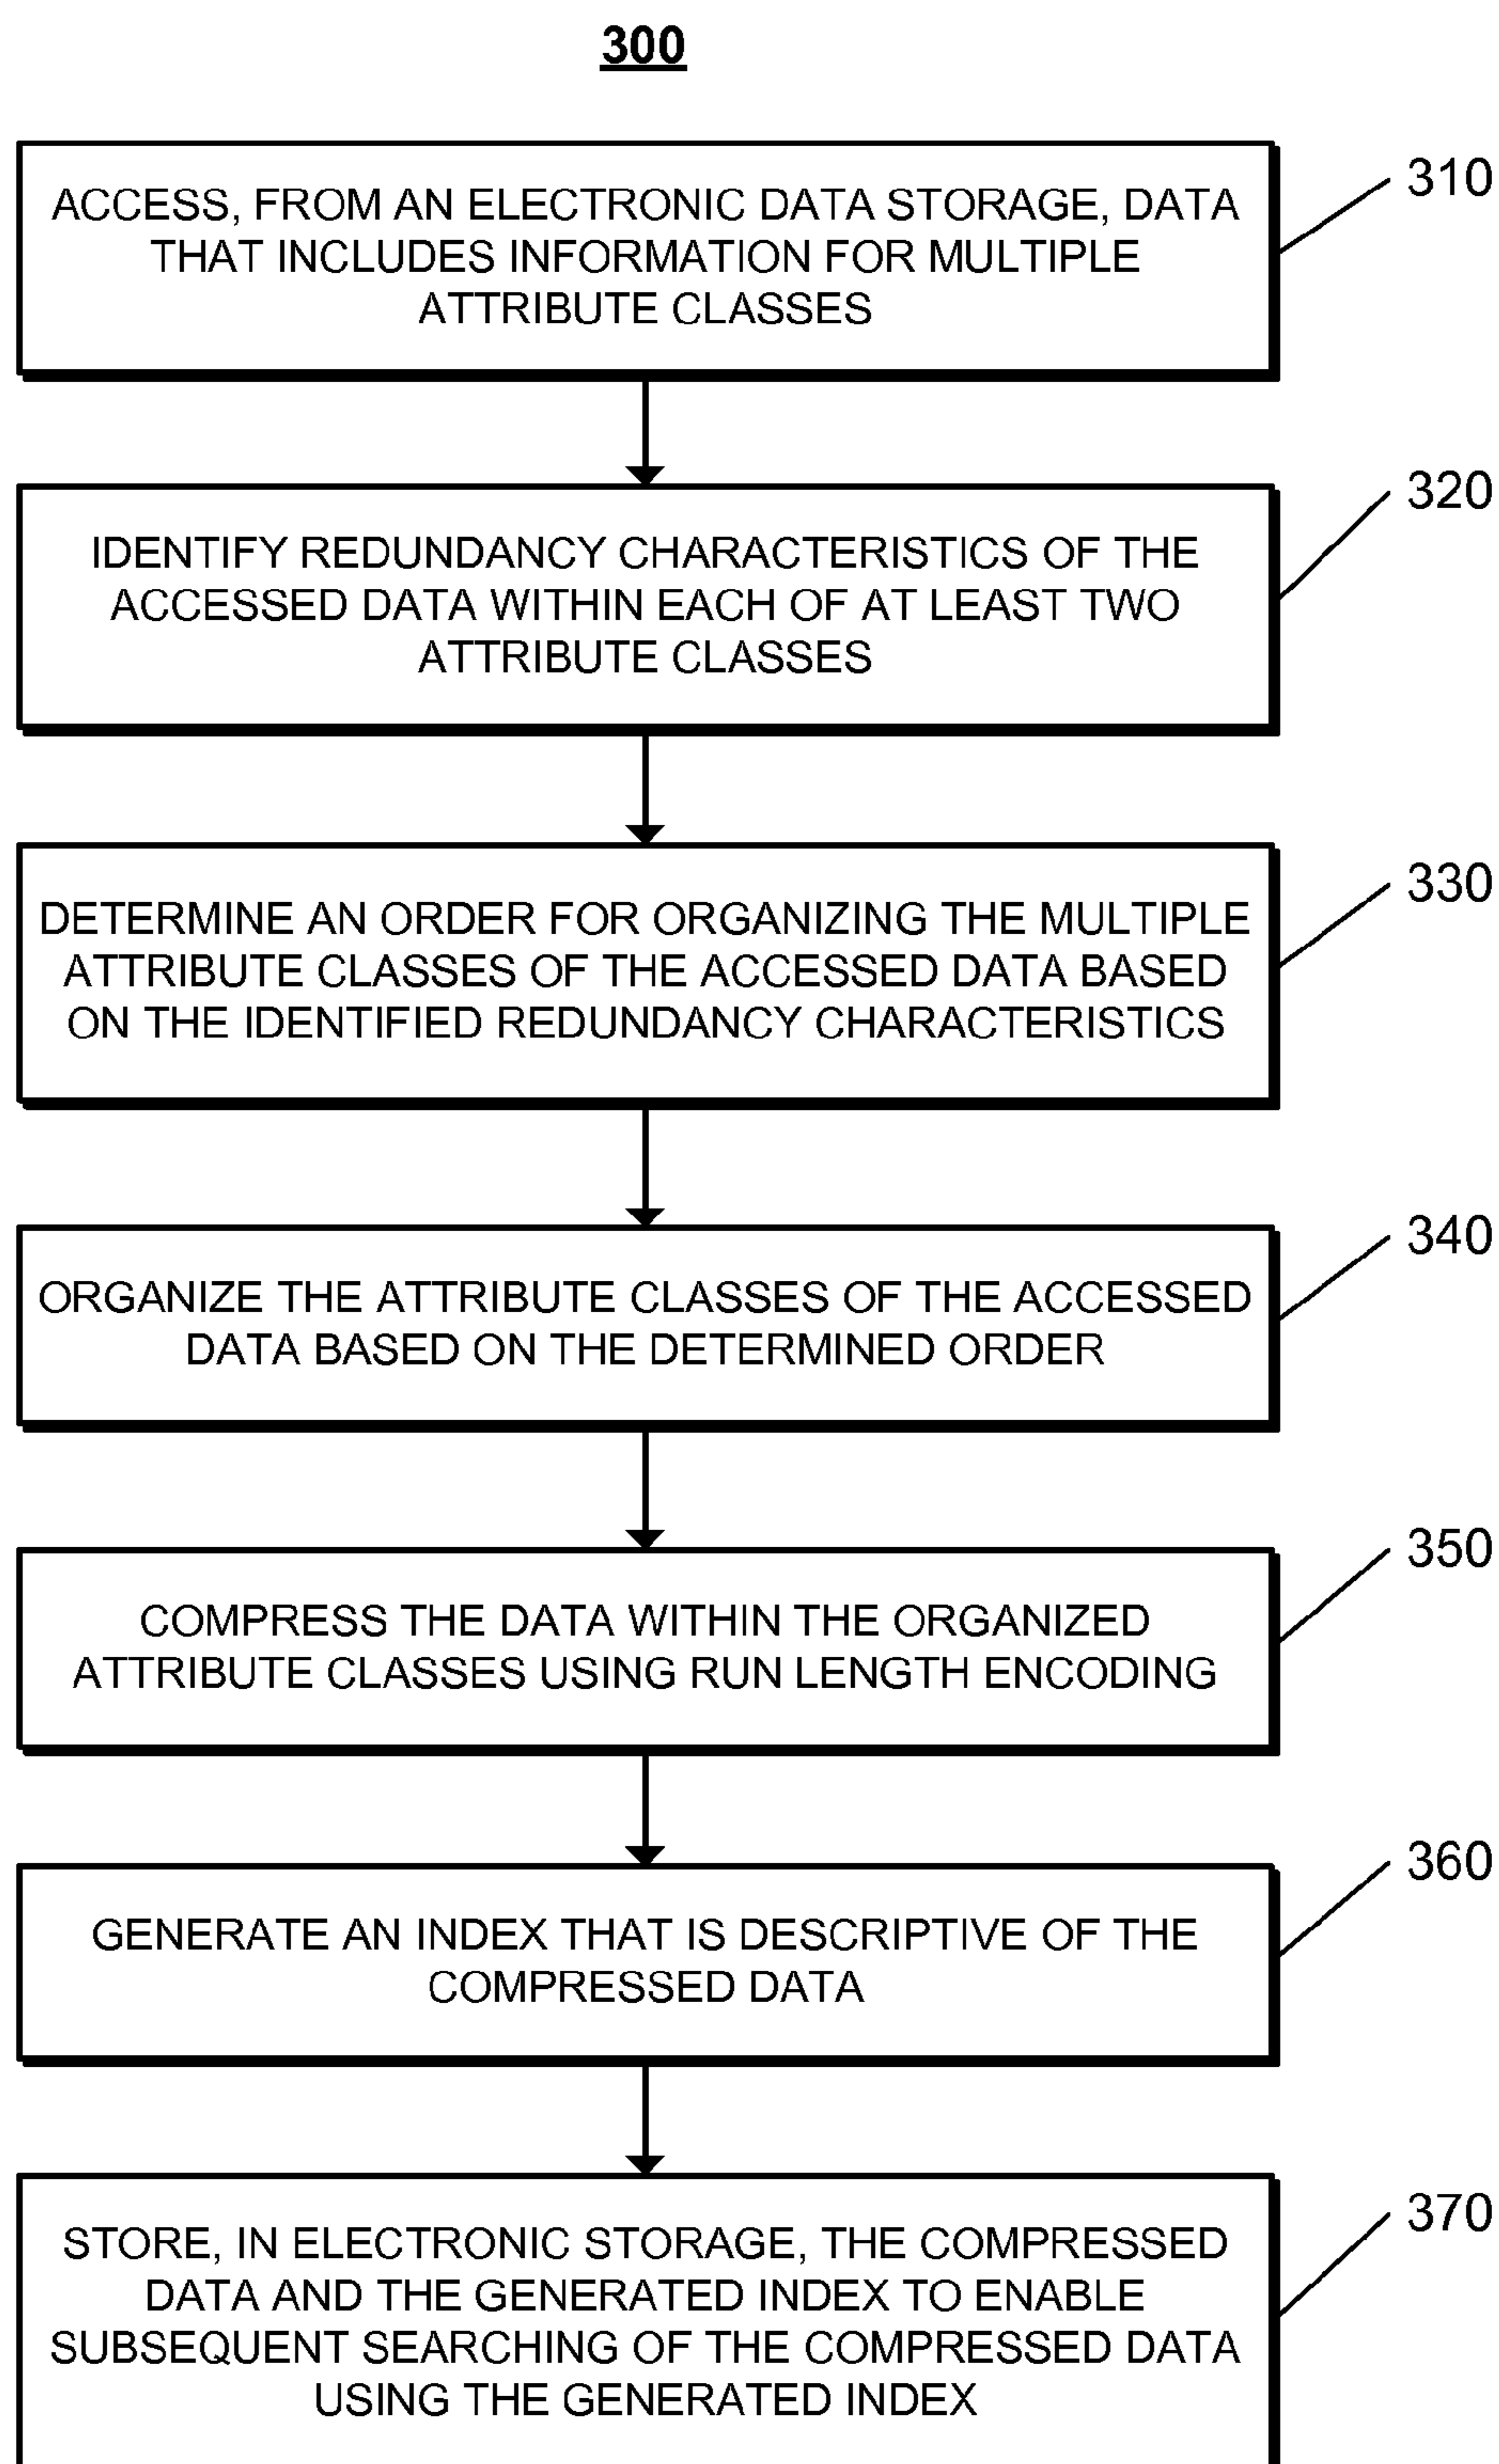 300
310
ACCESS, FROM AN ELECTRONIC DATA STORAGE, DATA
THAT INCLUDES INFORMATION FOR MULTIPLE
ATTRIBUTE CLASSES
320
IDENTIFY REDUNDANCY CHARACTERISTICS OF THE
ACCESSED DATA WITHIN EACH OF AT LEAST TWO
ATTRIBUTE CLASSES
330
DETERMINE AN ORDER FOR ORGANIZING THE MULTIPLE
ATTRIBUTE CLASSES OF THE ACCESSED DATA BASED
ON THE IDENTIFIED REDUNDANCY CHARACTERISTICS
340
ORGANIZE THE ATTRIBUTE CLASSES OF THE ACCESSED
DATA BASED ON THE DETERMINED ORDER
350
COMPRESS THE DATA WITHIN THE ORGANIZED
ATTRIBUTE CLASSES USING RUN LENGTH ENCODING
360
GENERATE AN INDEX THAT IS DESCRIPTIVE OF THE
COMPRESSED DATA
370
STORE, IN ELECTRONIC STORAGE, THE COMPRESSED
DATA AND THE GENERATED INDEX TO ENABLE
SUBSEQUENT SEARCHING OF THE COMPRESSED DATA
USING THE GENERATED INDEX